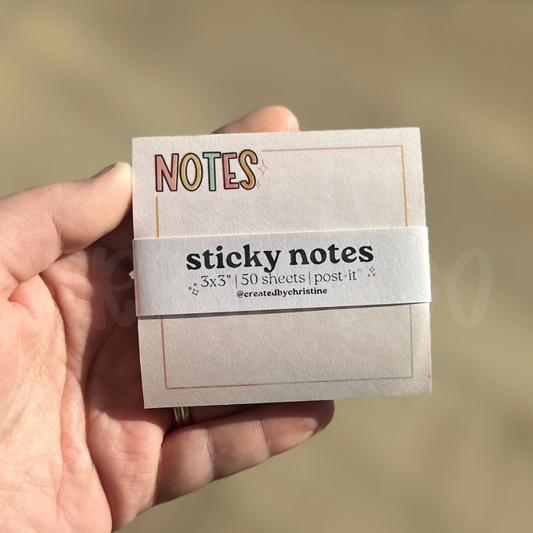 NOTES
sticky notes
3x3" | 50 sheets | post-it®
@createdbychristine